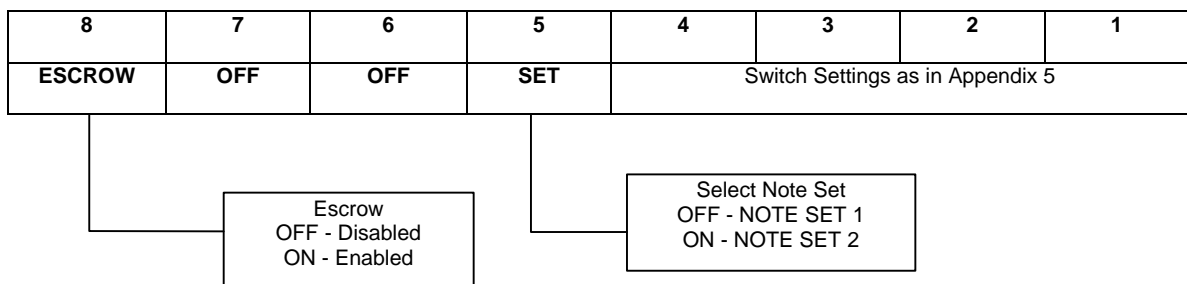 8 7 6 5 4 3 2 1
ESCROW OFF OFF SET Switch Settings as in Appendix 5
Escrow
OFF - Disabled
ON - Enabled
Select Note Set
OFF - NOTE SET 1
ON - NOTE SET 2